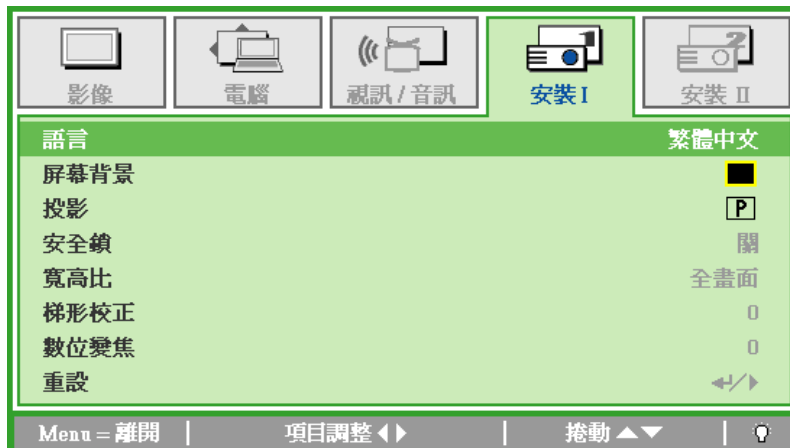 影像 電腦 視訊 / 音訊 安裝 I 安裝 II
語言 繁體中文
屏幕背景
投影 P
安全鎖 關
寬高比 全畫面
梯形校正 0
數位變焦 0
重設
Menu = 離開 項目調整 捲動